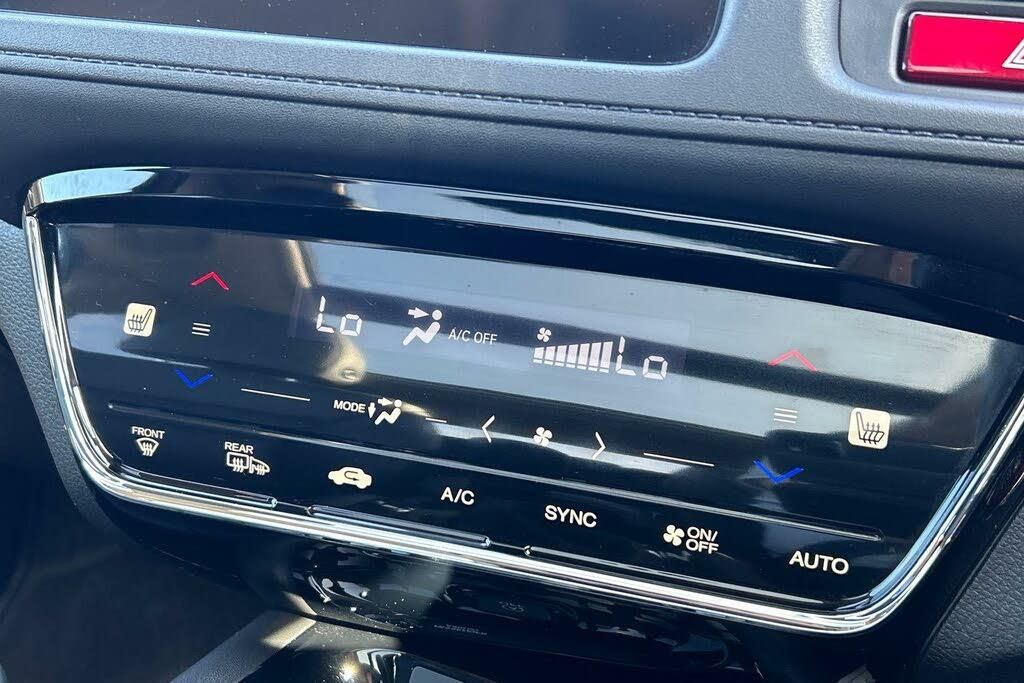 Lo A/C OFF Lo
MODE
FRONT
REAR
A/C
SYNC
ON/
OFF
AUTO